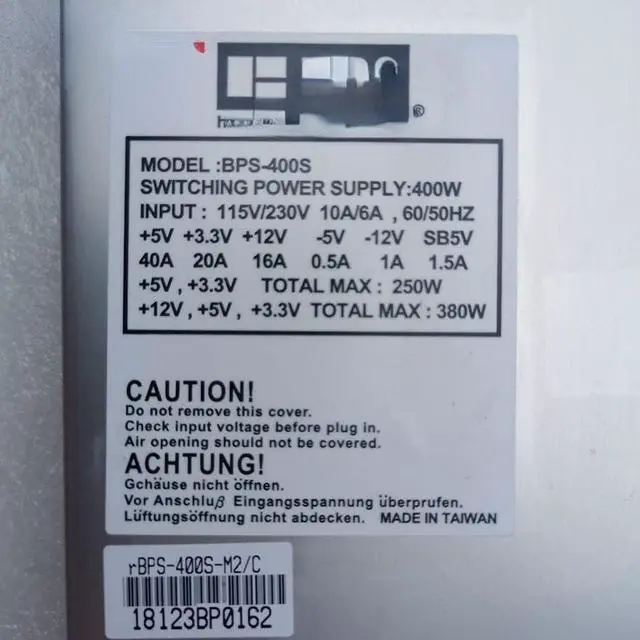 MODEL :BPS-400S
SWITCHING POWER SUPPLY:400W
INPUT : 115V/230V 10A/6A , 60/50HZ
+5V +3.3V +12V -5V -12V SB5V
40A 20A 16A 0.5A 1A 1.5A
+5V , +3.3V TOTAL MAX : 250W
+12V , +5V , +3.3V TOTAL MAX : 380W
CAUTION!
Do not remove this cover.
Check input voltage before plug in.
Air opening should not be covered.
ACHTUNG!
Gchäuse nicht öffnen.
Vor Anschluβ Eingangsspannung überprufen.
Lüftungsöffnung nicht abdecken. MADE IN TAIWAN
rBPS-400S-M2/C
18123BP0162